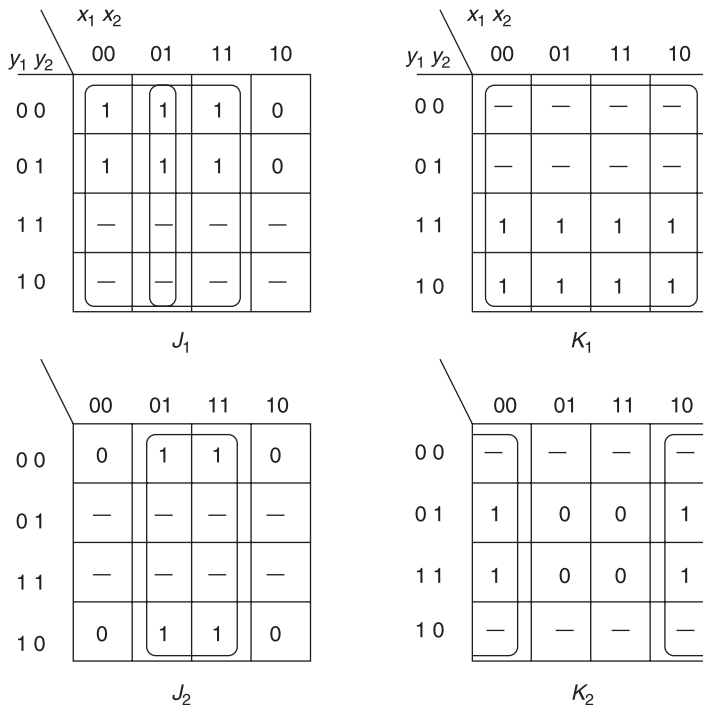 x₁ x₂
y₁ y₂ 00 01 11 10
0 0 1 1 1 0
0 1 1 1 1 0
1 1 — — — —
1 0 — — — —
J₁
x₁ x₂
y₁ y₂ 00 01 11 10
0 0 — — — —
0 1 — — — —
1 1 1 1 1 1
1 0 1 1 1 1
K₁
00 01 11 10
0 0 0 1 1 0
0 1 — — — —
1 1 — — — —
1 0 0 1 1 0
J₂
00 01 11 10
0 0 — — — —
0 1 1 0 0 1
1 1 1 0 0 1
1 0 — — — —
K₂